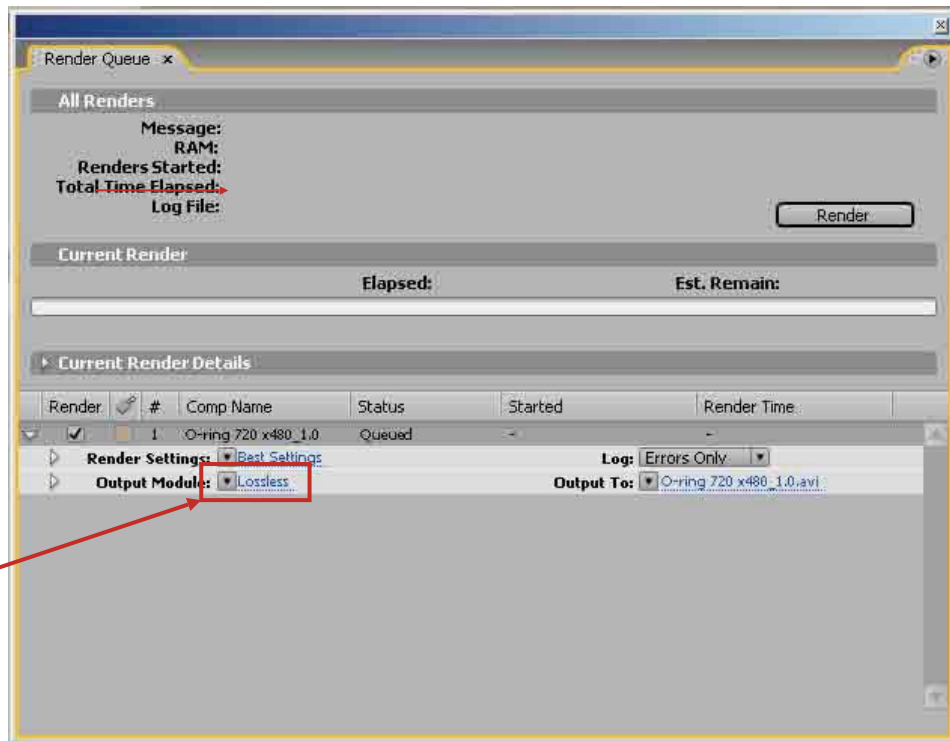 Render Queue x
All Renders
Message:
RAM:
Renders Started:
Total Time Elapsed:
Log File:
Render
Current Render
Elapsed: Est. Remain:
Current Render Details
Render # Comp Name Status Started Render Time
1 O-ring 720 x480_1.0 Queued - -
Render Settings: Best Settings Log: Errors Only
Output Module: Lossless Output To: O-ring 720 x480_1.0.avi